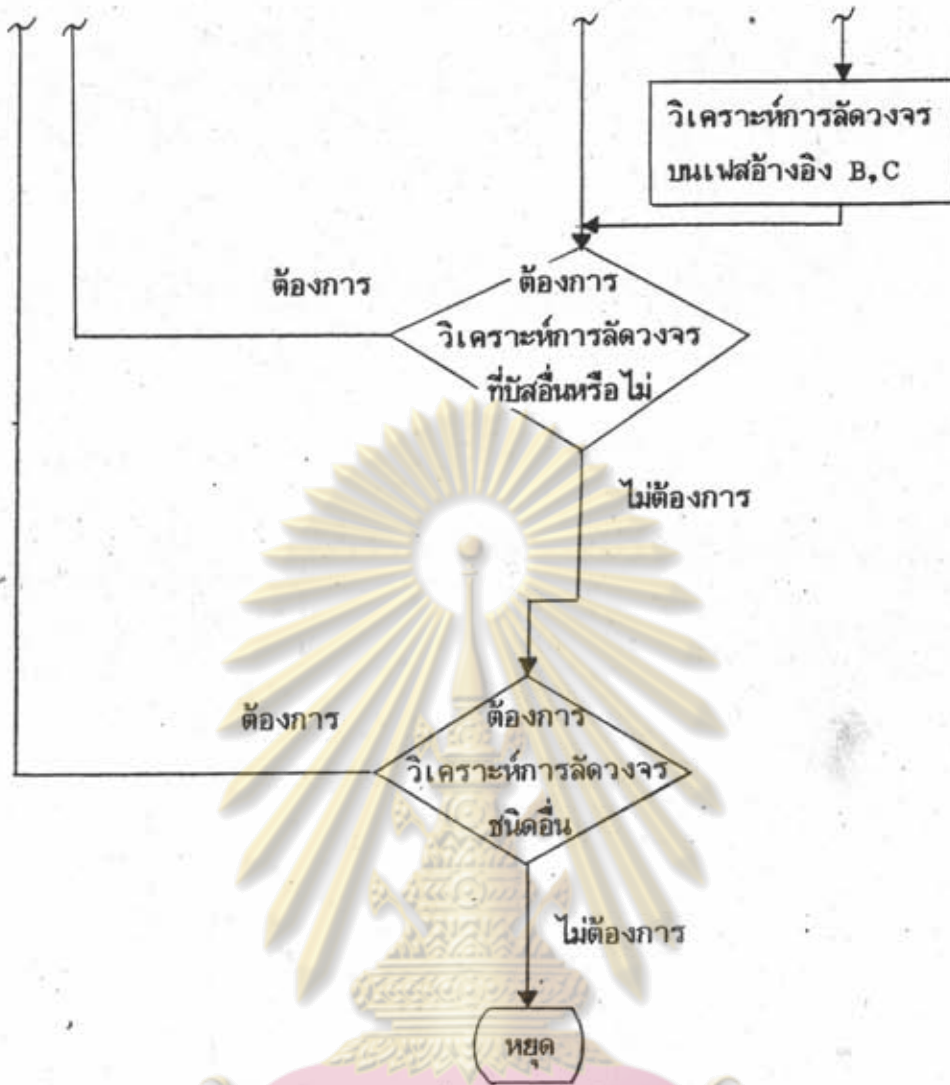 วิเคราะห์การลัดวงจร
บนเฟสอ้างอิง B,C
ต้องการ
ต้องการ
วิเคราะห์การลัดวงจร
ที่บัสอื่นหรือไม่
ไม่ต้องการ
ต้องการ
ต้องการ
วิเคราะห์การลัดวงจร
ชนิดอื่น
ไม่ต้องการ
หยุด